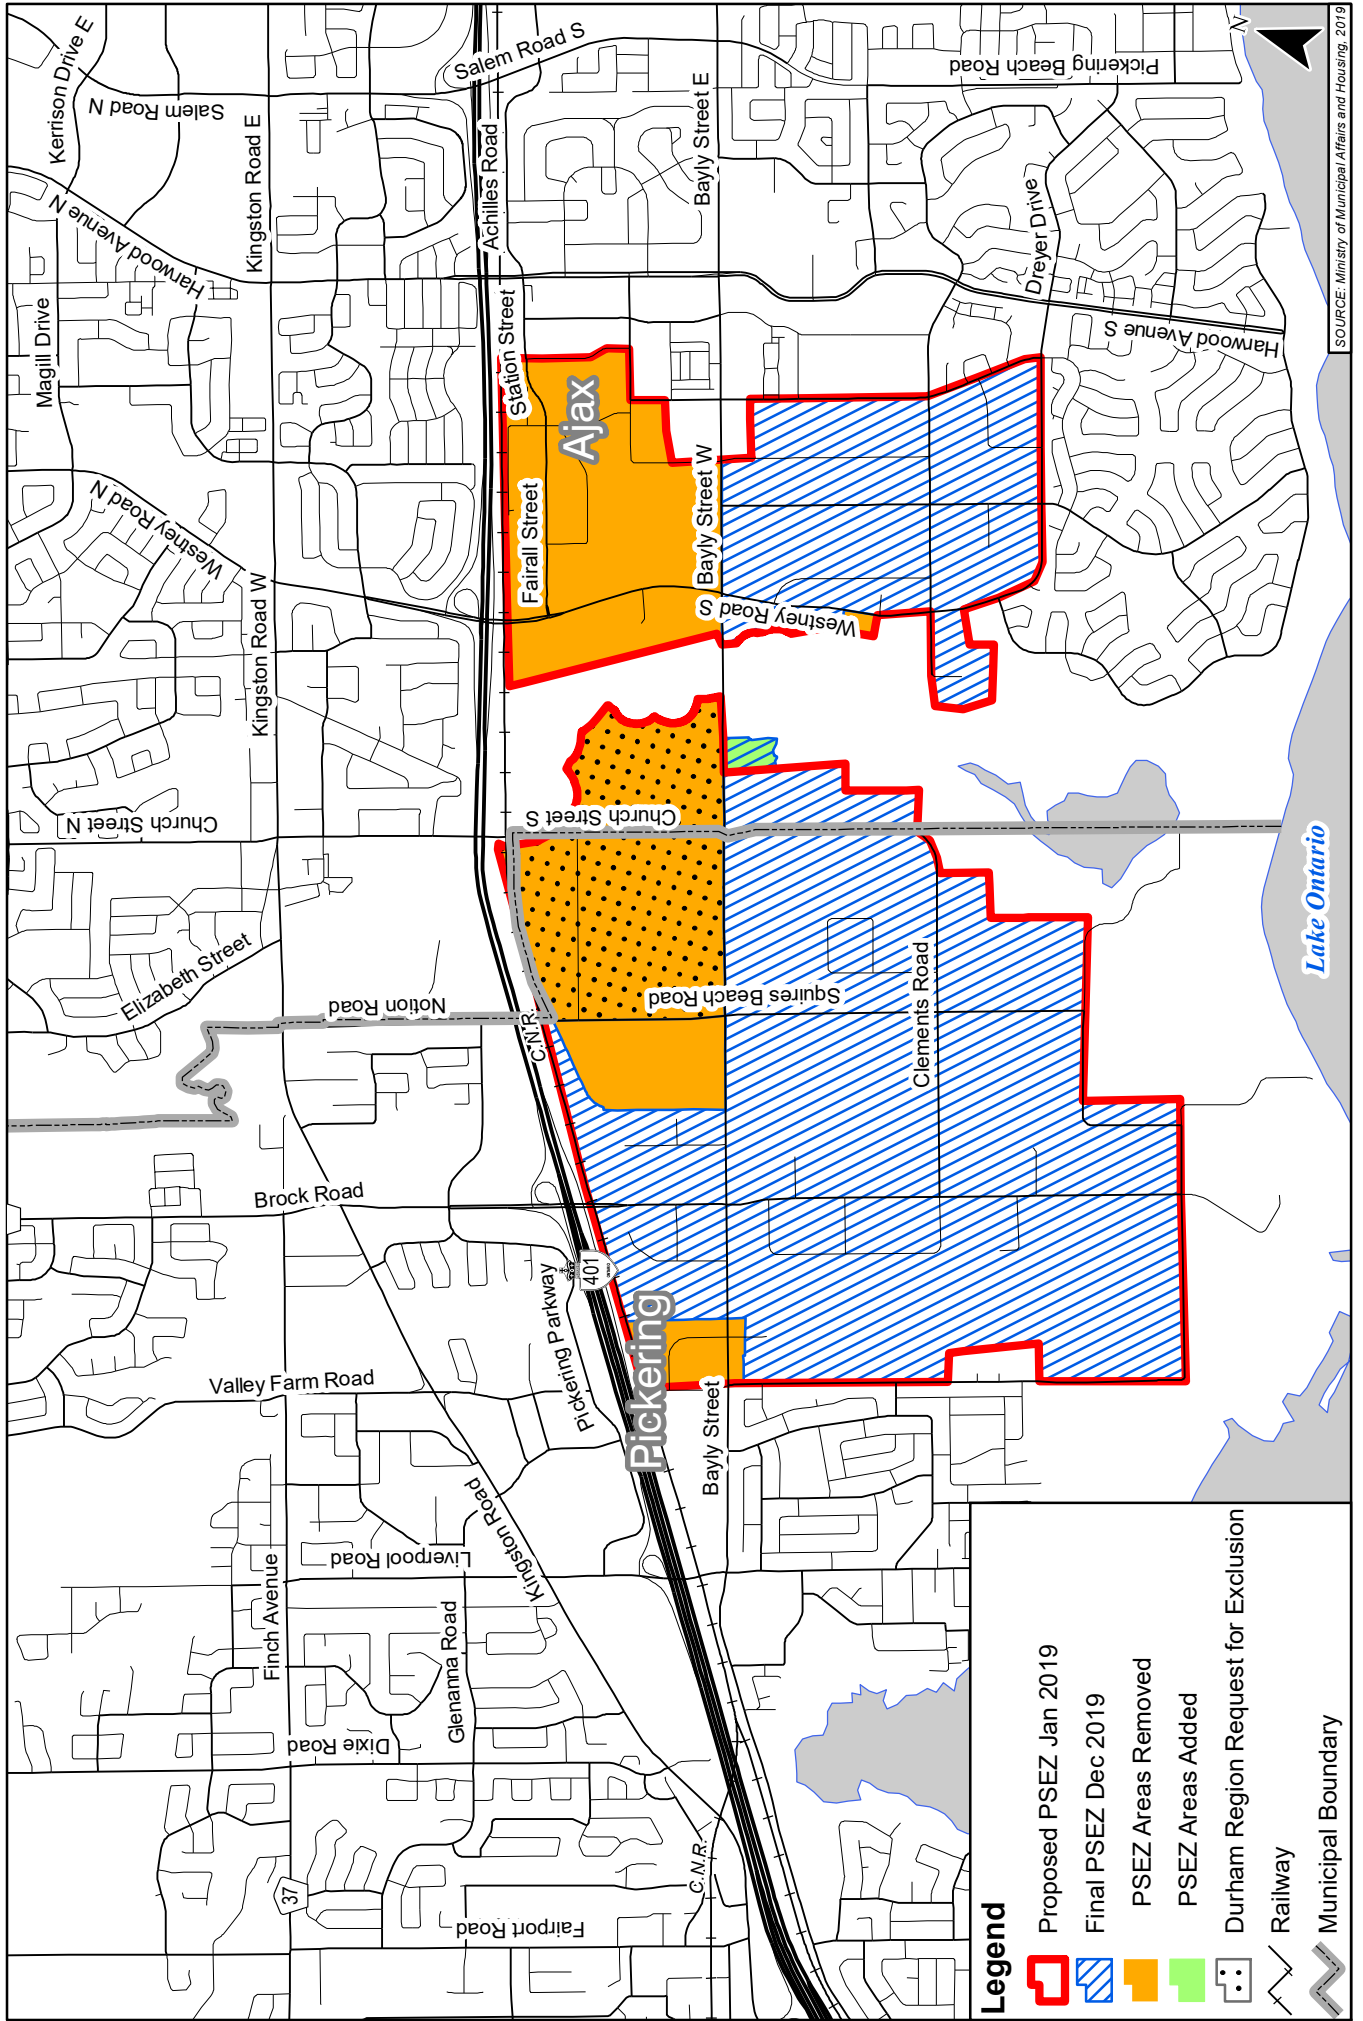 Kerrison Drive E
Salem Road N
Harwood Avenue N
Kingston Road E
Magill Drive
Westney Road N
Kingston Road W
Church Street N
Elizabeth Street
Notion Road
Brock Road
Valley Farm Road
Finch Avenue
Liverpool Road
Kingston Road
Glenanna Road
Dixie Road
37
Fairport Road
C.N.R.
Salem Road S
Achilles Road
Station Street
Ajax
Fairall Street
Bayly Street E
Bayly Street W
Westney Road S
Church Street S
Squires Beach Road
C.N.R.
401
Pickering Parkway
Pickering
Bayly Street
Clements Road
Pickering Beach Road
Dreyer Drive
Harwood Avenue S
Lake Ontario
N
SOURCE: Ministry of Municipal Affairs and Housing, 2019
Legend
Proposed PSEZ Jan 2019
Final PSEZ Dec 2019
PSEZ Areas Removed
PSEZ Areas Added
Durham Region Request for Exclusion
Railway
Municipal Boundary